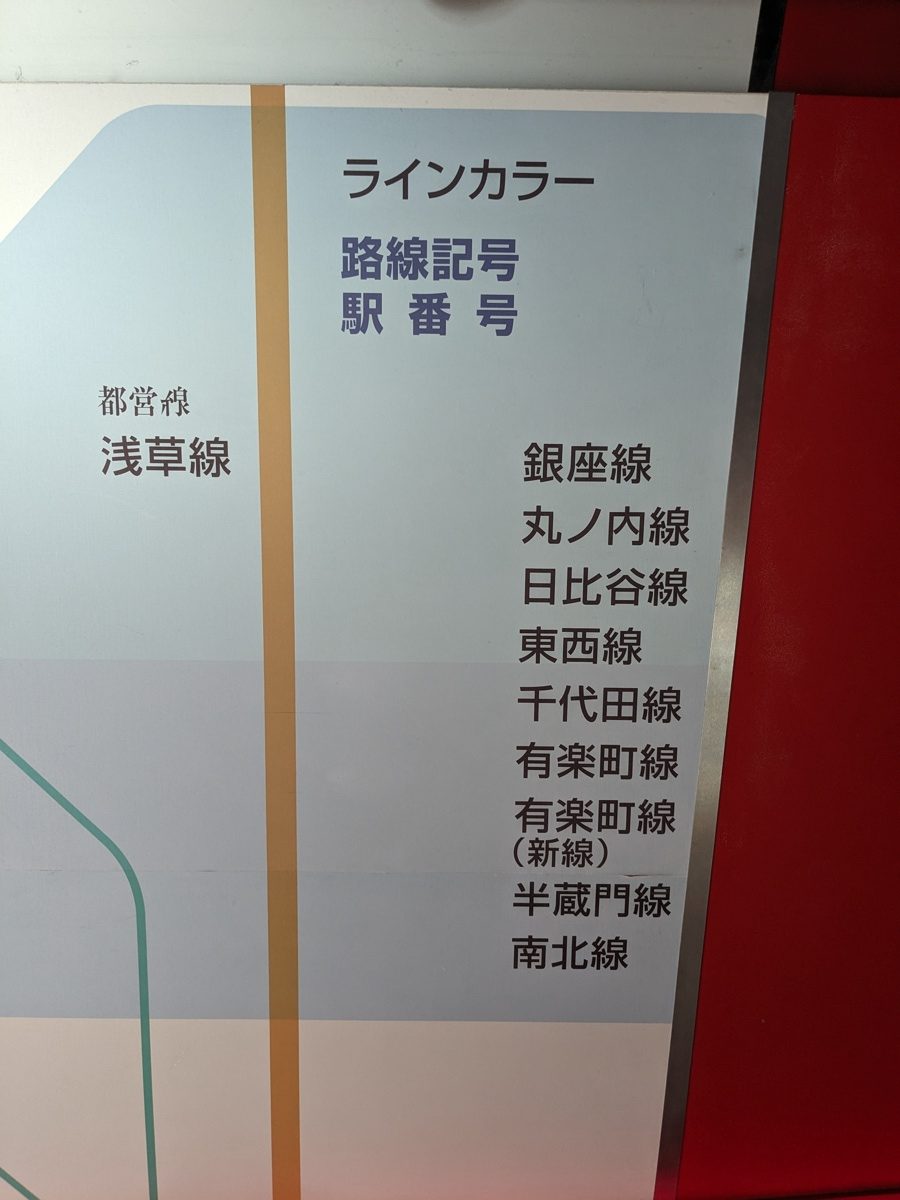 ラインカラー
路線記号
駅番号
都営線
浅草線
銀座線
丸ノ内線
日比谷線
東西線
千代田線
有楽町線
有楽町線
(新線)
半蔵門線
南北線